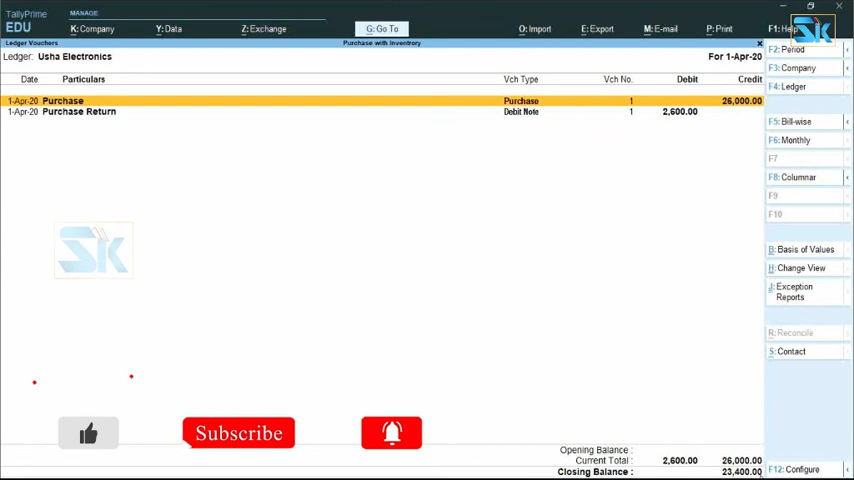 TallyPrime
EDU
MANAGE
K: Company
Y: Data
Z: Exchange
G: Go To
O: Import
E: Export
M: E-mail
P: Print
F1: Help
Ledger Vouchers
Purchase with Inventory
Ledger: Usha Electronics
For 1-Apr-20
Date Particulars Vch Type Vch No. Debit Credit
1-Apr-20 Purchase Purchase 1 26,000.00
1-Apr-20 Purchase Return Debit Note 1 2,600.00
F2: Period
F3: Company
F4: Ledger
F5: Bill-wise
F6: Monthly
F7
F8: Columnar
F9
F10
B: Basis of Values
H: Change View
J: Exception
Reports
R: Reconcile
S: Contact
F12: Configure
SK
SK
Subscribe
Opening Balance :
Current Total : 2,600.00 26,000.00
Closing Balance : 23,400.00